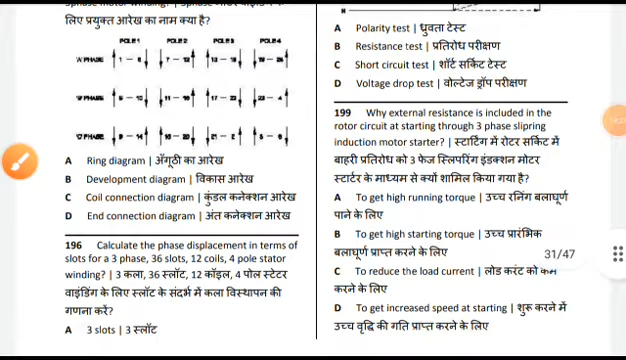 लिए प्रयुक्त आरेख का नाम क्या है?
POLE 1 POLE 2 POLE 3 POLE 4
A Ring diagram | अँगूठी का आरेख
B Development diagram | विकास आरेख
C Coil connection diagram | कुंडल कनेक्शन आरेख
D End connection diagram | अंत कनेक्शन आरेख
196 Calculate the phase displacement in terms of
slots for a 3 phase, 36 slots, 12 coils, 4 pole stator
winding? | 3 कला, 36 स्लॉट, 12 कॉइल, 4 पोल स्टेटर
वाइंडिंग के लिए स्लॉट के संदर्भ में कला विस्थापन की
गणना करें?
A 3 slots | 3 स्लॉट
A Polarity test | ध्रुवता टेस्ट
B Resistance test | प्रतिरोध परीक्षण
C Short circuit test | शॉर्ट सर्किट टेस्ट
D Voltage drop test | वोल्टेज ड्रॉप परीक्षण
199 Why external resistance is included in the
rotor circuit at starting through 3 phase slipring
induction motor starter? | स्टार्टिंग में रोटर सर्किट में
बाहरी प्रतिरोध को 3 फेज स्लिपरिंग इंडक्शन मोटर
स्टार्टर के माध्यम से क्यों शामिल किया गया है?
A To get high running torque | उच्च रनिंग बलाघूर्ण
पाने के लिए
B To get high starting torque | उच्च प्रारंभिक
बलाघूर्ण प्राप्त करने के लिए
31/47
C To reduce the load current | लोड करंट को कम
करने के लिए
D To get increased speed at starting | शुरू करने में
उच्च वृद्धि की गति प्राप्त करने के लिए